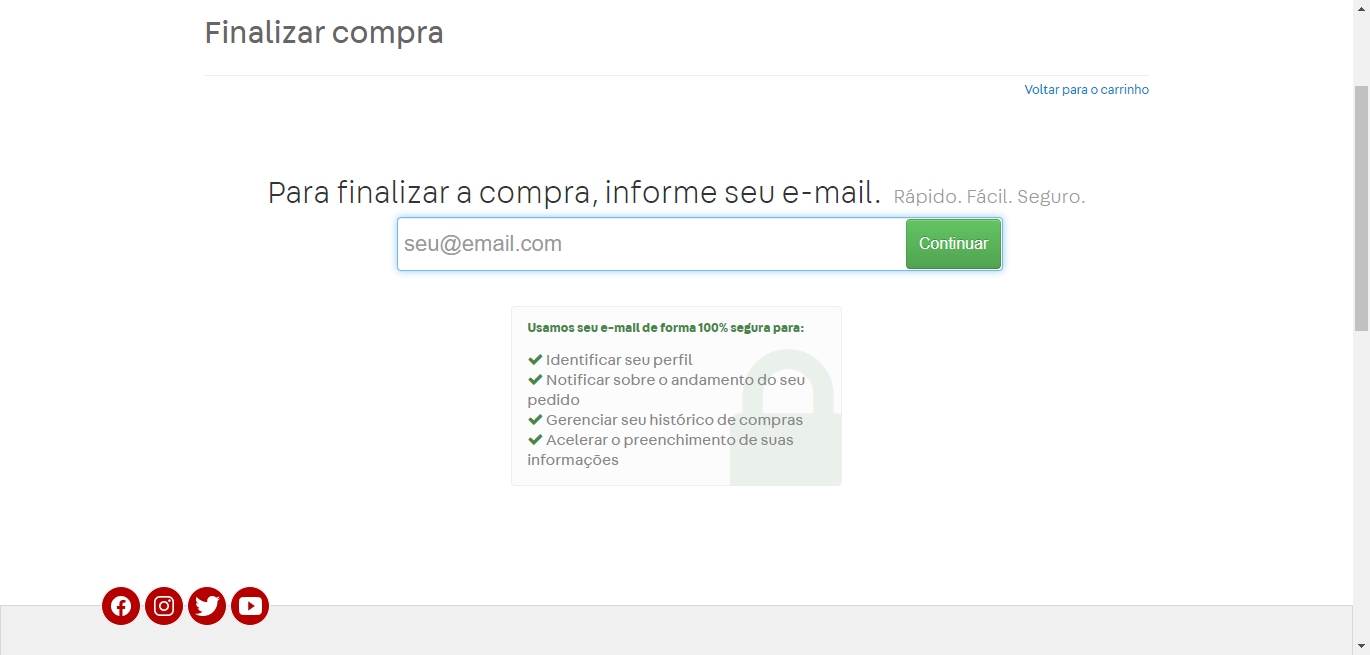 Finalizar compra
Voltar para o carrinho
Para finalizar a compra, informe seu e-mail. Rápido. Fácil. Seguro.
seu@email.com Continuar
Usamos seu e-mail de forma 100% segura para:
Identificar seu perfil
Notificar sobre o andamento do seu
pedido
Gerenciar seu histórico de compras
Acelerar o preenchimento de suas
informações